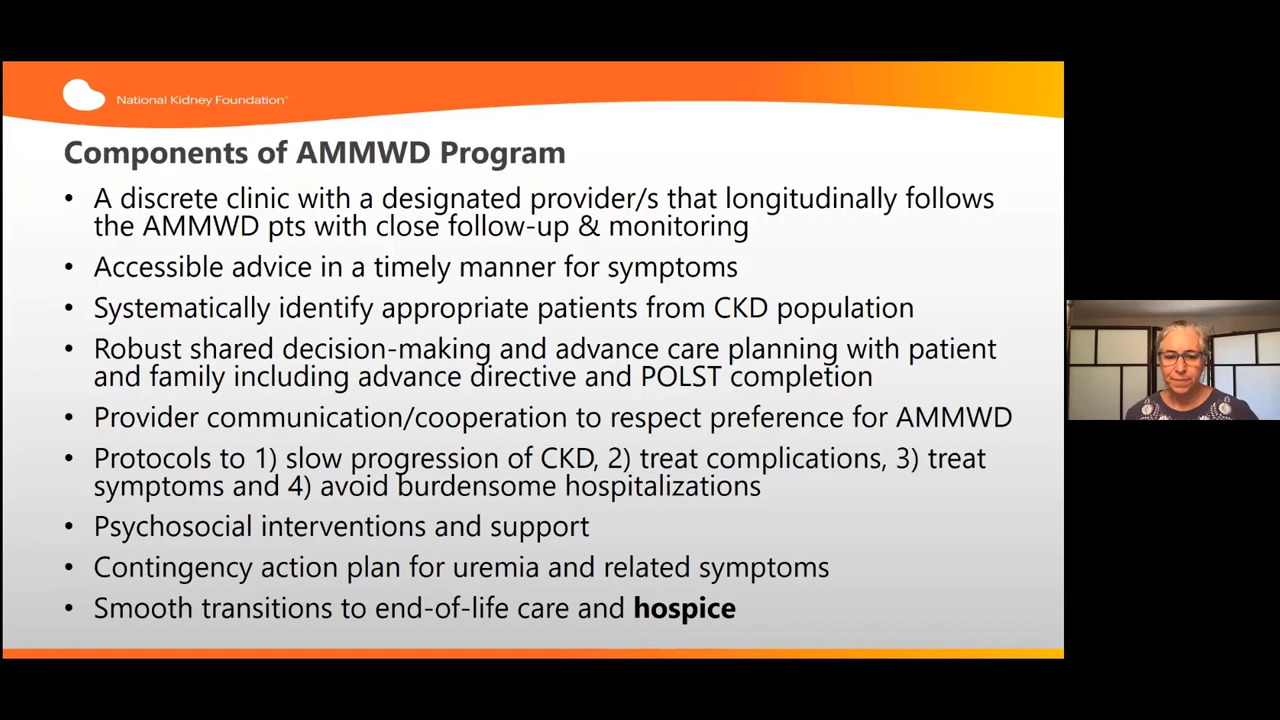 National Kidney Foundation™
Components of AMMWD Program
• A discrete clinic with a designated provider/s that longitudinally follows
the AMMWD pts with close follow-up & monitoring
• Accessible advice in a timely manner for symptoms
• Systematically identify appropriate patients from CKD population
• Robust shared decision-making and advance care planning with patient
and family including advance directive and POLST completion
• Provider communication/cooperation to respect preference for AMMWD
• Protocols to 1) slow progression of CKD, 2) treat complications, 3) treat
symptoms and 4) avoid burdensome hospitalizations
• Psychosocial interventions and support
• Contingency action plan for uremia and related symptoms
• Smooth transitions to end-of-life care and hospice